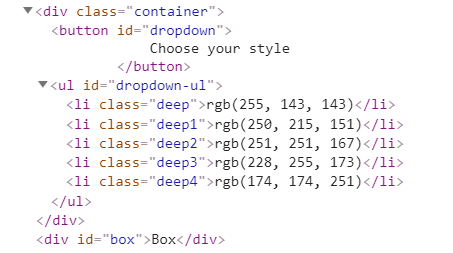 ▼<div class="container">
<button id="dropdown">
Choose your style
</button>
▼<ul id="dropdown-ul">
<li class="deep">rgb(255, 143, 143)</li>
<li class="deep1">rgb(250, 215, 151)</li>
<li class="deep2">rgb(251, 251, 167)</li>
<li class="deep3">rgb(228, 255, 173)</li>
<li class="deep4">rgb(174, 174, 251)</li>
</ul>
</div>
<div id="box">Box</div>